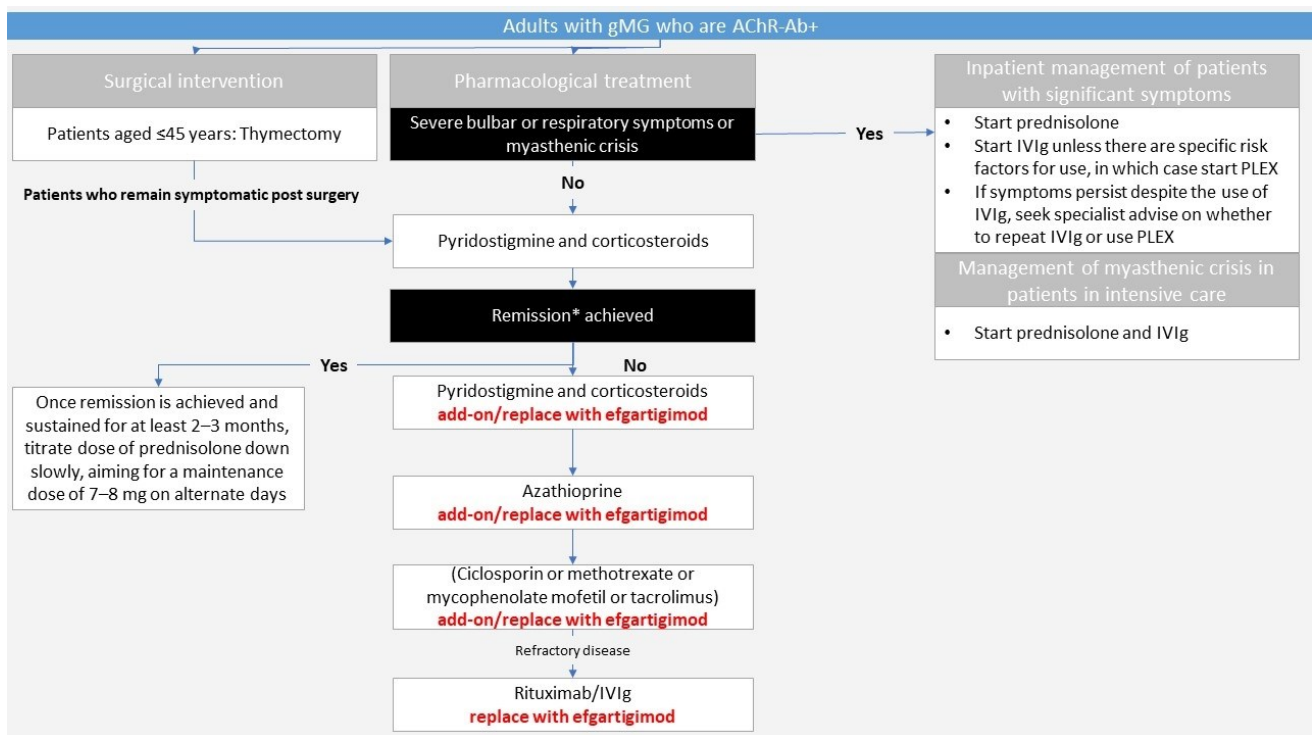 Adults with gMG who are AChR-Ab+
Surgical intervention
Patients aged ≤45 years: Thymectomy
Patients who remain symptomatic post surgery
Pharmacological treatment
Severe bulbar or respiratory symptoms or
myasthenic crisis
Yes
No
Inpatient management of patients
with significant symptoms
• Start prednisolone
• Start IVIg unless there are specific risk
factors for use, in which case start PLEX
• If symptoms persist despite the use of
IVIg, seek specialist advise on whether
to repeat IVIg or use PLEX
Management of myasthenic crisis in
patients in intensive care
• Start prednisolone and IVIg
Pyridostigmine and corticosteroids
Remission* achieved
Yes
No
Once remission is achieved and
sustained for at least 2–3 months,
titrate dose of prednisolone down
slowly, aiming for a maintenance
dose of 7–8 mg on alternate days
Pyridostigmine and corticosteroids
add-on/replace with efgartigimod
Azathioprine
add-on/replace with efgartigimod
(Ciclosporin or methotrexate or
mycophenolate mofetil or tacrolimus)
add-on/replace with efgartigimod
Refractory disease
Rituximab/IVIg
replace with efgartigimod